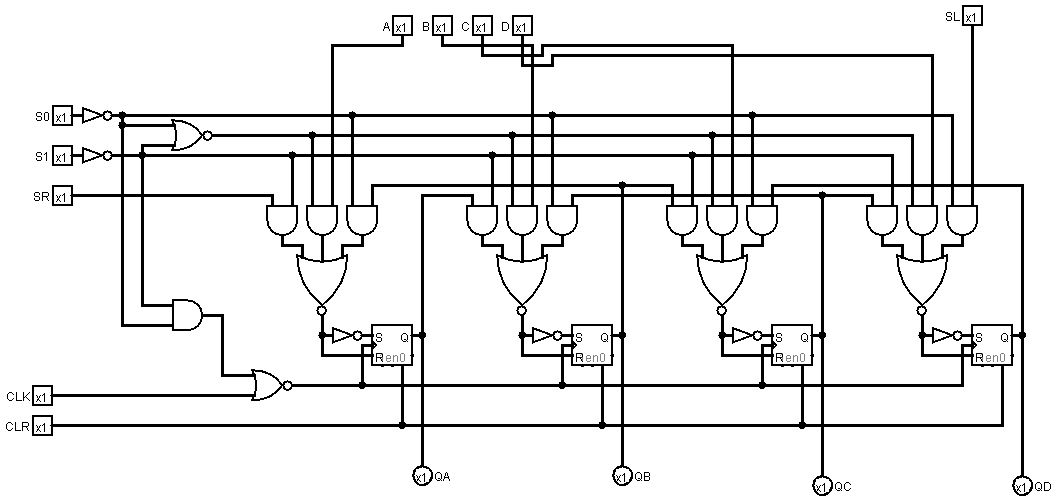 A x1 B x1 C x1 D x1 SL x1
S0 x1
S1 x1
SR x1
S Q S Q S Q S Q
R en0 R en0 R en0 R en0
CLK x1
CLR x1
x1 QA x1 QB x1 QC x1 QD